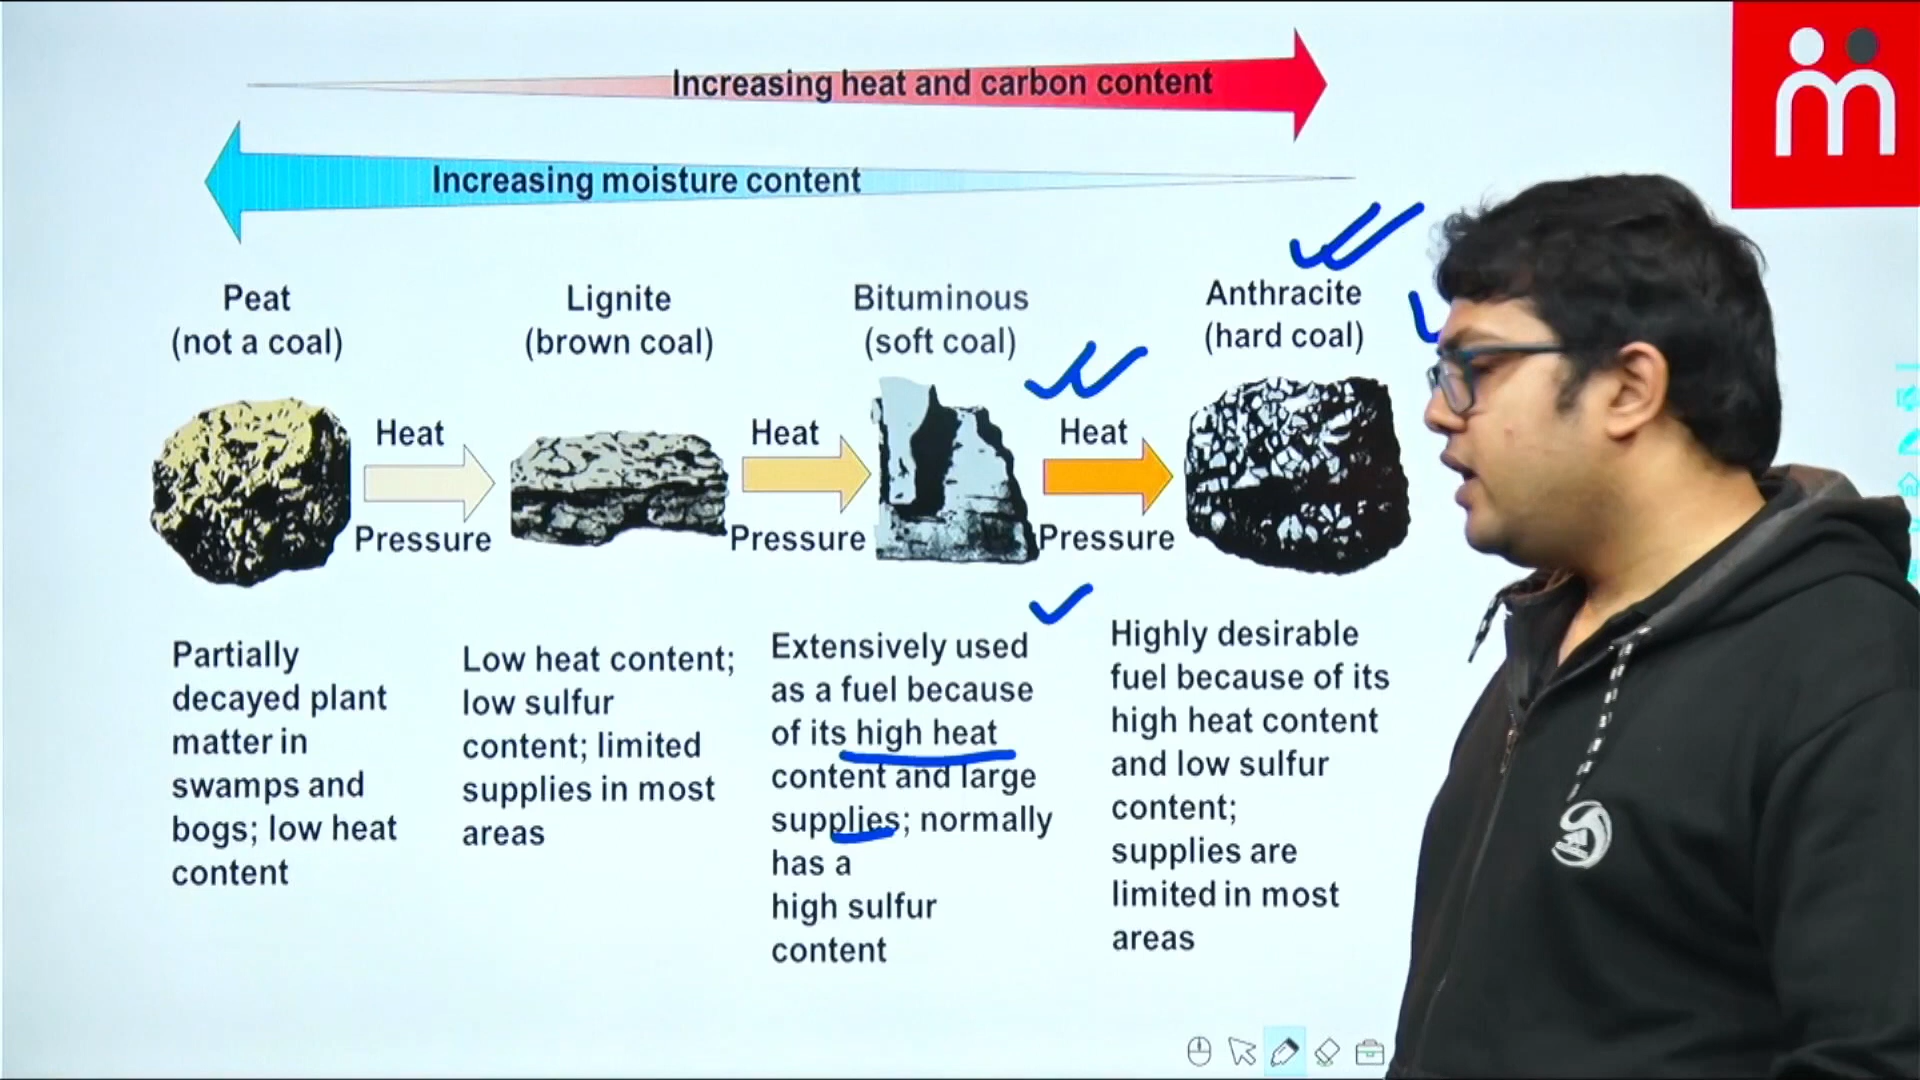 Increasing heat and carbon content
Increasing moisture content
Peat
(not a coal)
Lignite
(brown coal)
Bituminous
(soft coal)
Anthracite
(hard coal)
Heat
Pressure
Heat
Pressure
Heat
Pressure
Partially
decayed plant
matter in
swamps and
bogs; low heat
content
Low heat content;
low sulfur
content; limited
supplies in most
areas
Extensively used
as a fuel because
of its high heat
content and large
supplies; normally
has a
high sulfur
content
Highly desirable
fuel because of its
high heat content
and low sulfur
content;
supplies are
limited in most
areas